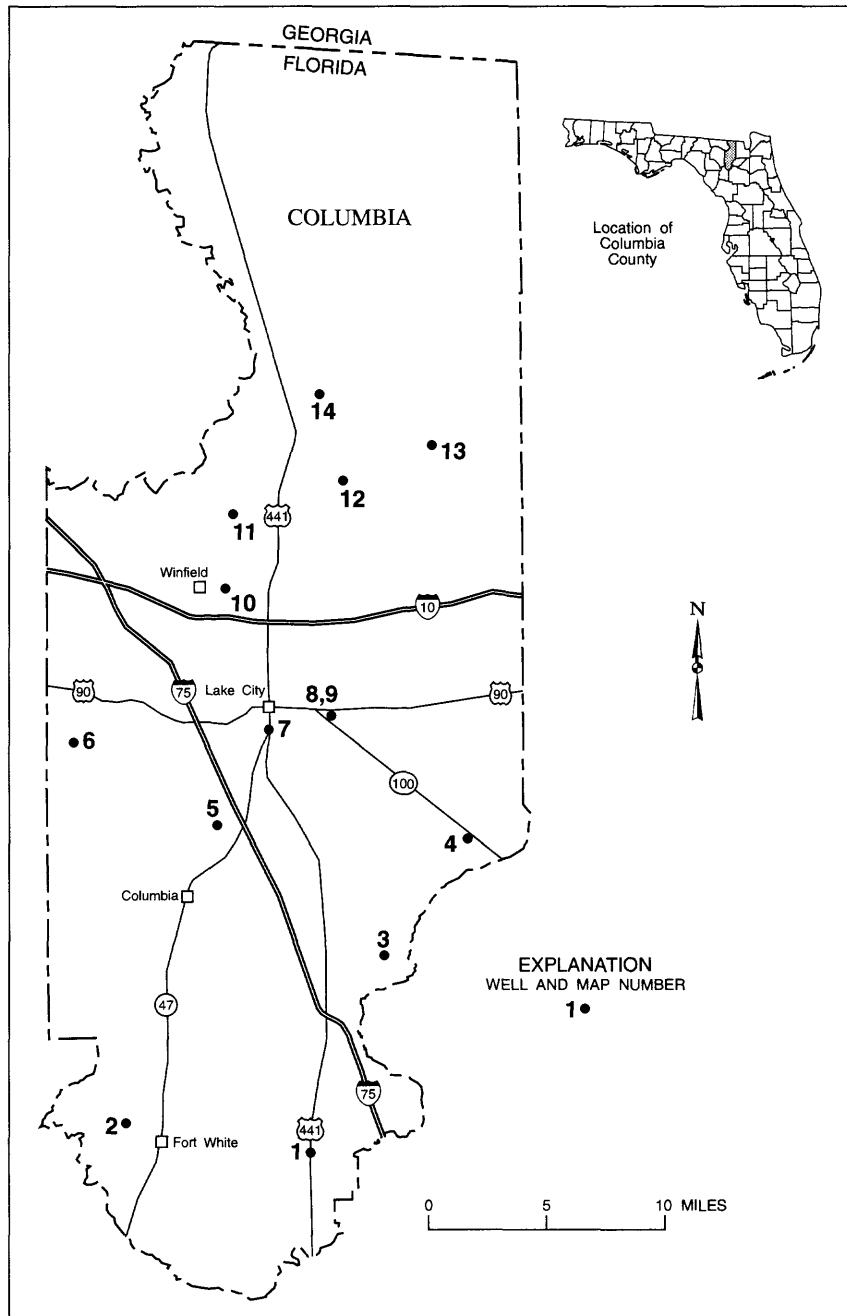 GEORGIA
FLORIDA
COLUMBIA
Location of
Columbia
County
14
13
12
11
441
Winfield
10
10
N
90
75
Lake City
8,9
90
7
6
100
5
4
Columbia
3
EXPLANATION
WELL AND MAP NUMBER
1
47
75
2
Fort White
441
1
0 5 10 MILES